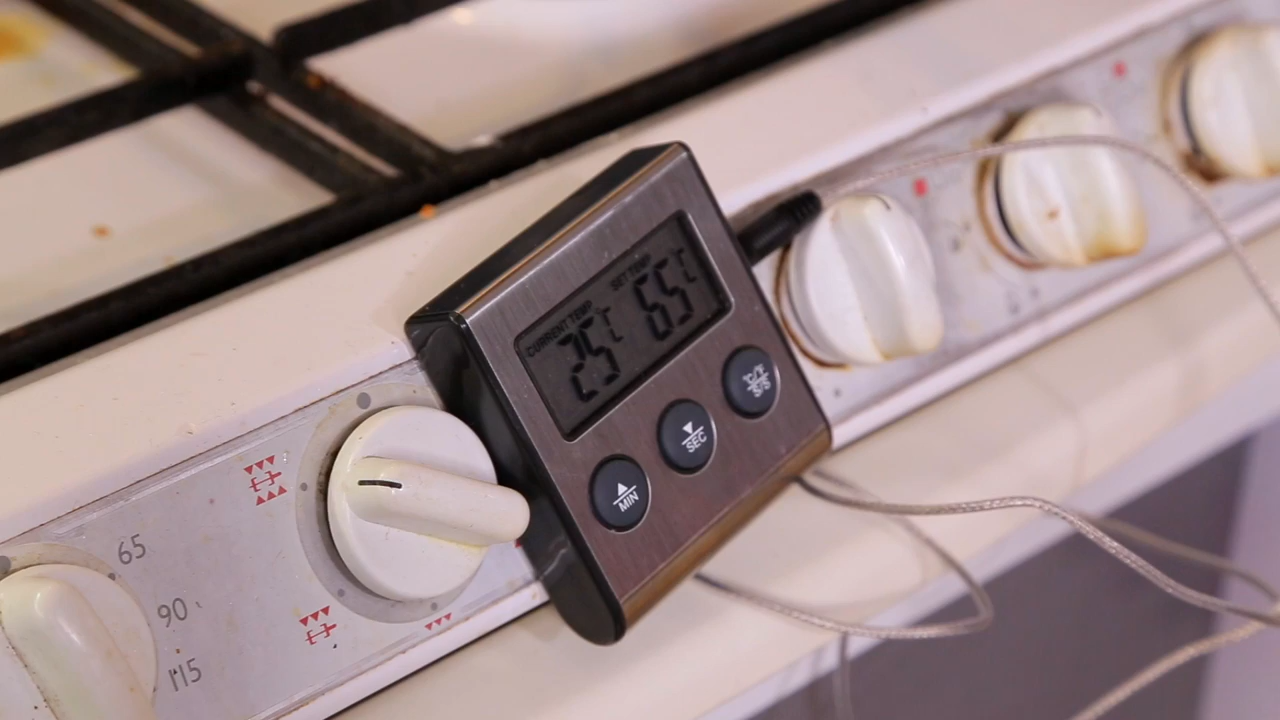 CURRENT TEMP SET TEMP
25℃ 65℃
MIN
SEC
℃/℉
S/S
65
90
115